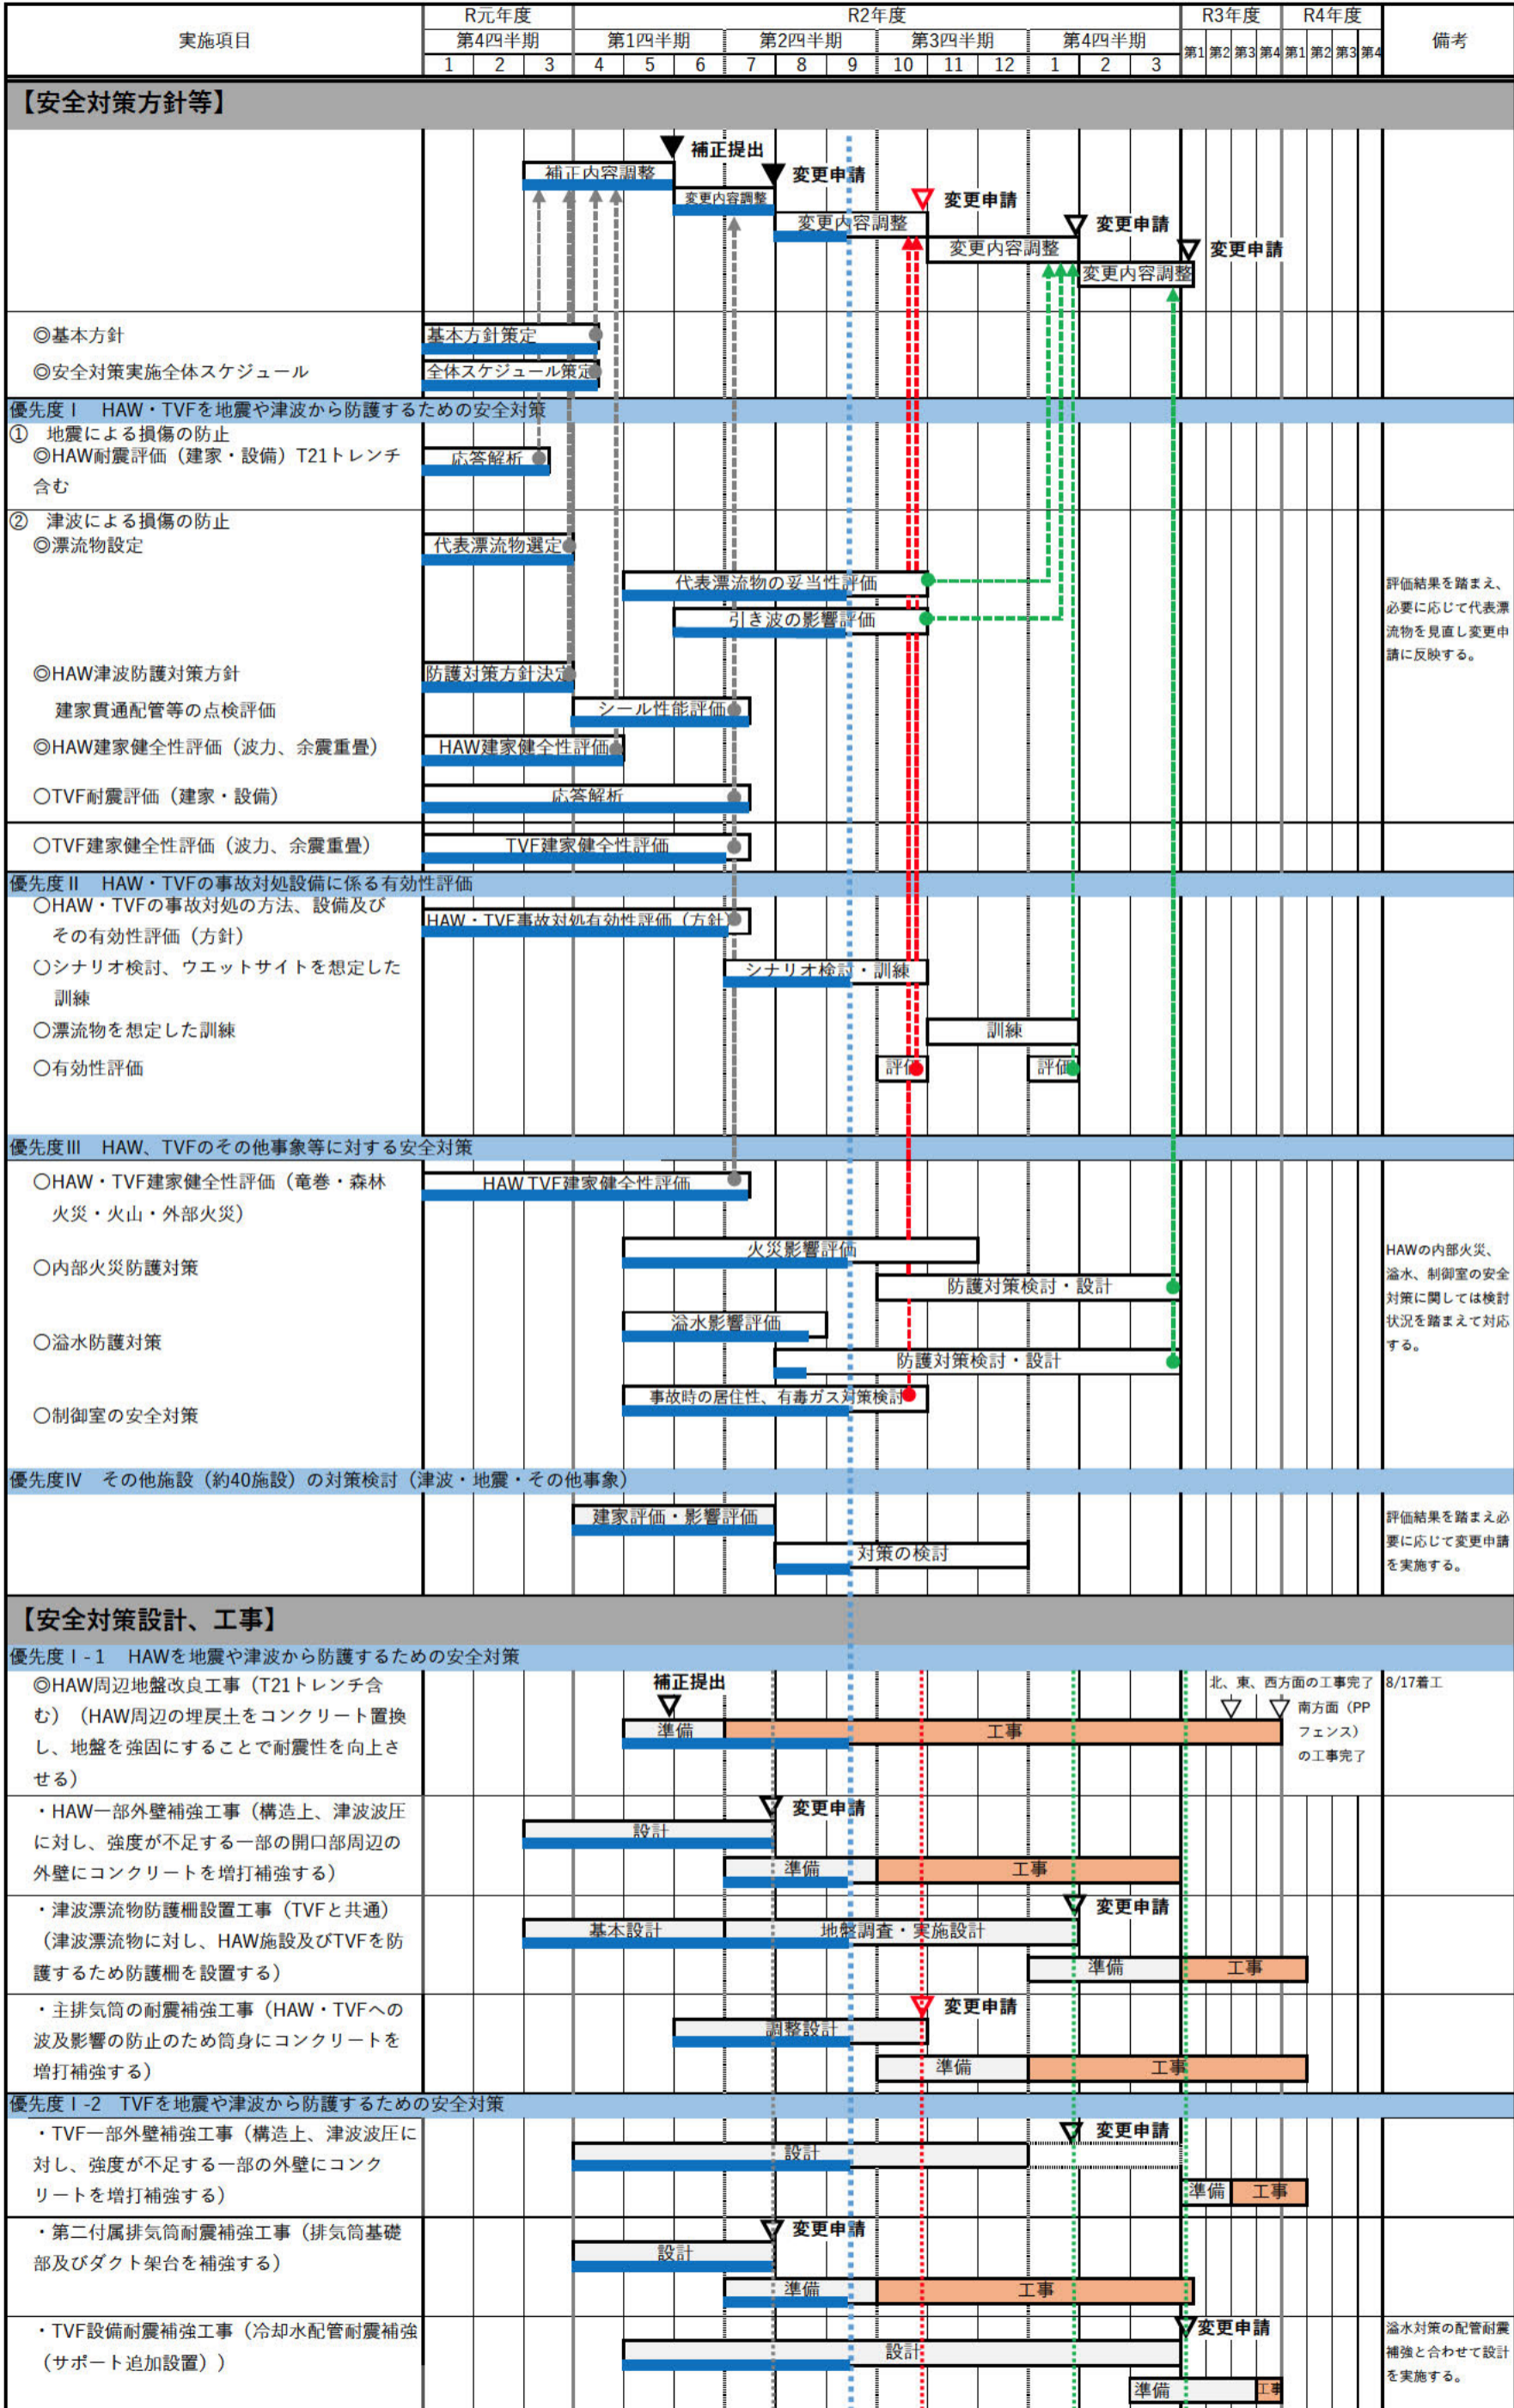 実施項目
R元年度
R2年度
R3年度
R4年度
備考
第4四半期
第1四半期
第2四半期
第3四半期
第4四半期
第1 第2 第3 第4 第1 第2 第3 第4
1 2 3 4 5 6 7 8 9 10 11 12 1 2 3
【安全対策方針等】
補正提出
補正内容調整
変更申請
変更内容調整
変更申請
変更内容調整
変更申請
変更内容調整
変更申請
変更内容調整
◎基本方針
基本方針策定
◎安全対策実施全体スケジュール
全体スケジュール策定
優先度Ⅰ HAW・TVFを地震や津波から防護するための安全対策
① 地震による損傷の防止
◎HAW耐震評価（建家・設備）T21トレンチ
含む
応答解析
② 津波による損傷の防止
◎漂流物設定
代表漂流物選定
代表漂流物の妥当性評価
引き波の影響評価
評価結果を踏まえ、
必要に応じて代表漂
流物を見直し変更申
請に反映する。
◎HAW津波防護対策方針
防護対策方針決定
建家貫通配管等の点検評価
シール性能評価
◎HAW建家健全性評価（波力、余震重畳）
HAW建家健全性評価
○TVF耐震評価（建家・設備）
応答解析
○TVF建家健全性評価（波力、余震重畳）
TVF建家健全性評価
優先度Ⅱ HAW・TVFの事故対処設備に係る有効性評価
○HAW・TVFの事故対処の方法、設備及び
その有効性評価（方針）
HAW・TVF事故対処有効性評価（方針）
○シナリオ検討、ウエットサイトを想定した
訓練
シナリオ検討・訓練
○漂流物を想定した訓練
訓練
○有効性評価
評価
評価
優先度Ⅲ HAW、TVFのその他事象等に対する安全対策
○HAW・TVF建家健全性評価（竜巻・森林
火災・火山・外部火災）
HAW TVF建家健全性評価
○内部火災防護対策
火災影響評価
防護対策検討・設計
HAWの内部火災、
溢水、制御室の安全
対策に関しては検討
状況を踏まえて対応
する。
○溢水防護対策
溢水影響評価
防護対策検討・設計
○制御室の安全対策
事故時の居住性、有毒ガス対策検討
優先度Ⅳ その他施設（約40施設）の対策検討（津波・地震・その他事象）
建家評価・影響評価
対策の検討
評価結果を踏まえ必
要に応じて変更申請
を実施する。
【安全対策設計、工事】
優先度Ⅰ-1 HAWを地震や津波から防護するための安全対策
◎HAW周辺地盤改良工事（T21トレンチ含
む）（HAW周辺の埋戻土をコンクリート置換
し、地盤を強固にすることで耐震性を向上さ
せる）
補正提出
準備
工事
北、東、西方面の工事完了
南方面（PP
フェンス）
の工事完了
8/17着工
・HAW一部外壁補強工事（構造上、津波波圧
に対し、強度が不足する一部の開口部周辺の
外壁にコンクリートを増打補強する）
変更申請
設計
準備
工事
・津波漂流物防護柵設置工事（TVFと共通）
（津波漂流物に対し、HAW施設及びTVFを防
護するため防護柵を設置する）
変更申請
基本設計
地盤調査・実施設計
準備
工事
・主排気筒の耐震補強工事（HAW・TVFへの
波及影響の防止のため筒身にコンクリートを
増打補強する）
変更申請
調整設計
準備
工事
優先度Ⅰ-2 TVFを地震や津波から防護するための安全対策
・TVF一部外壁補強工事（構造上、津波波圧に
対し、強度が不足する一部の外壁にコンク
リートを増打補強する）
変更申請
設計
準備
工事
・第二付属排気筒耐震補強工事（排気筒基礎
部及びダクト架台を補強する）
変更申請
設計
準備
工事
・TVF設備耐震補強工事（冷却水配管耐震補強
（サポート追加設置））
変更申請
設計
準備
工事
溢水対策の配管耐震
補強と合わせて設計
を実施する。